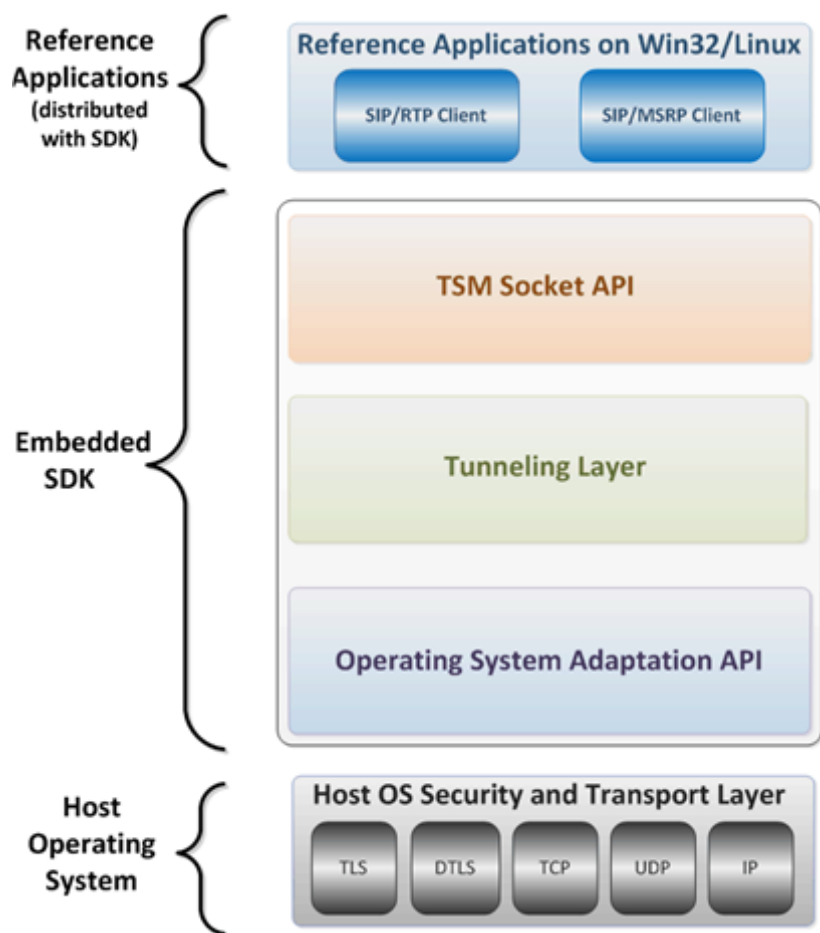 Reference
Applications
(distributed
with SDK)
Reference Applications on Win32/Linux
SIP/RTP Client
SIP/MSRP Client
Embedded
SDK
TSM Socket API
Tunneling Layer
Operating System Adaptation API
Host
Operating
System
Host OS Security and Transport Layer
TLS
DTLS
TCP
UDP
IP